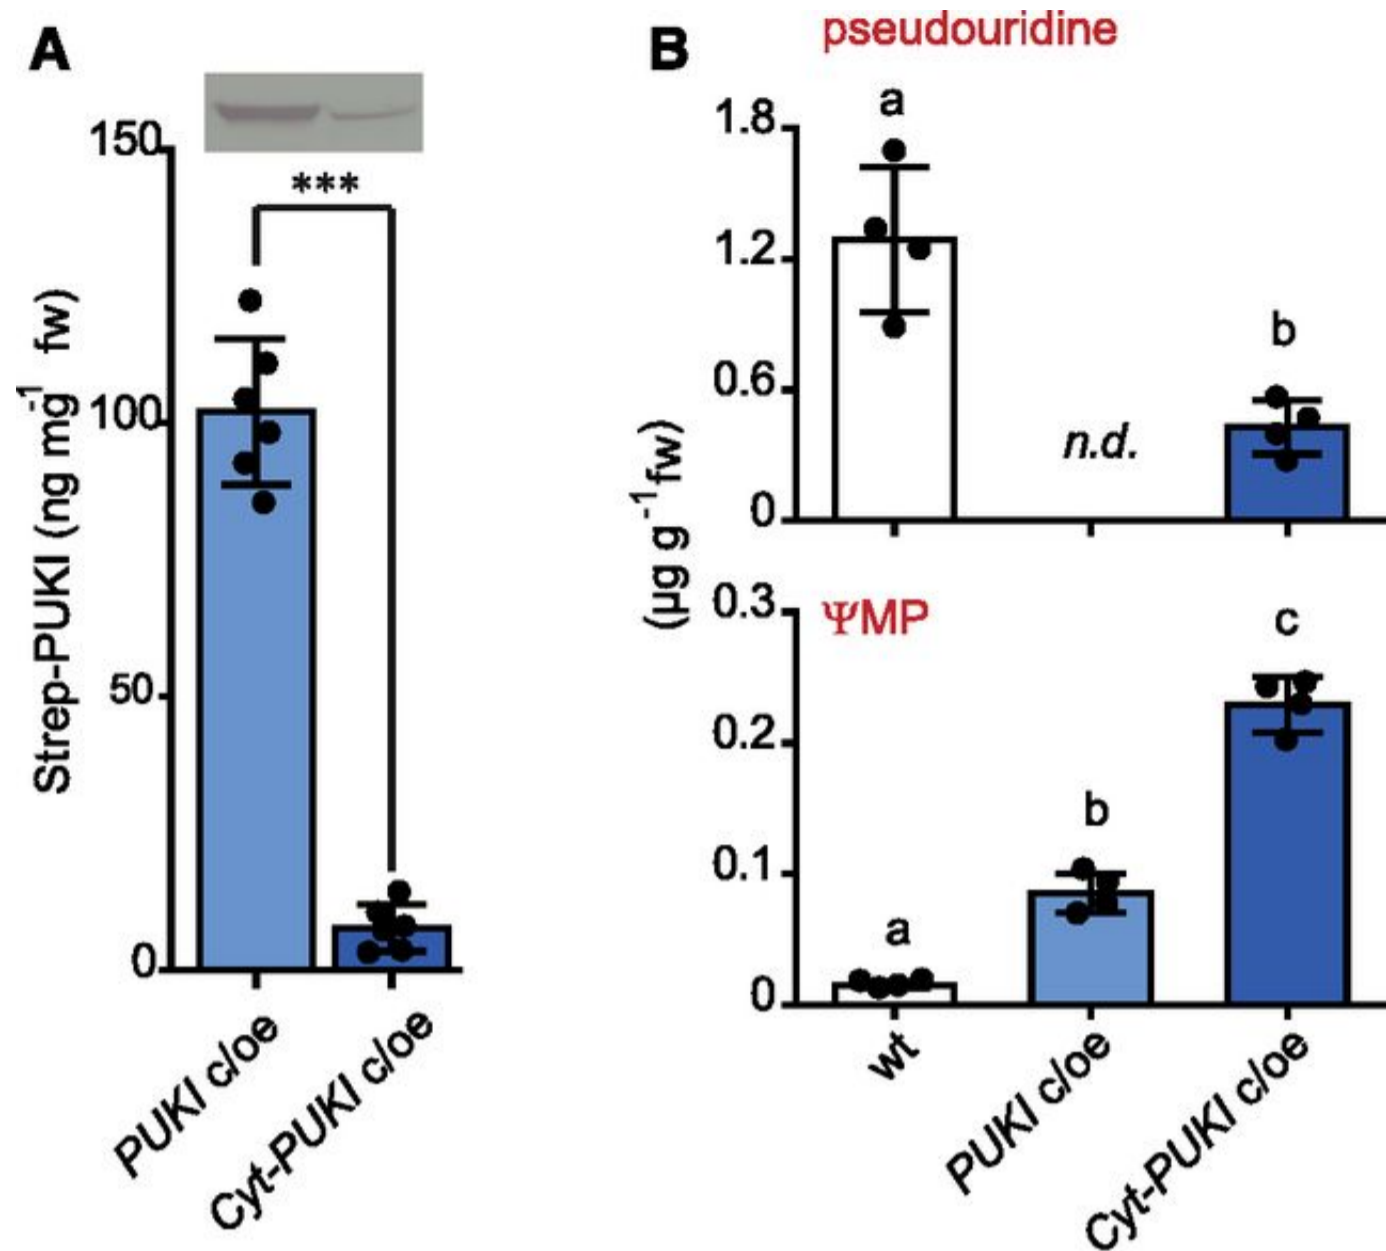 A
150
***
100
50
0
Strep-PUKI (ng mg-1 fw)
PUKI c/oe
Cyt-PUKI c/oe
B
pseudouridine
1.8
1.2
0.6
0
a
n.d.
b
(µg g-1 fw)
ΨMP
0.3
0.2
0.1
0
a
b
c
wt
PUKI c/oe
Cyt-PUKI c/oe